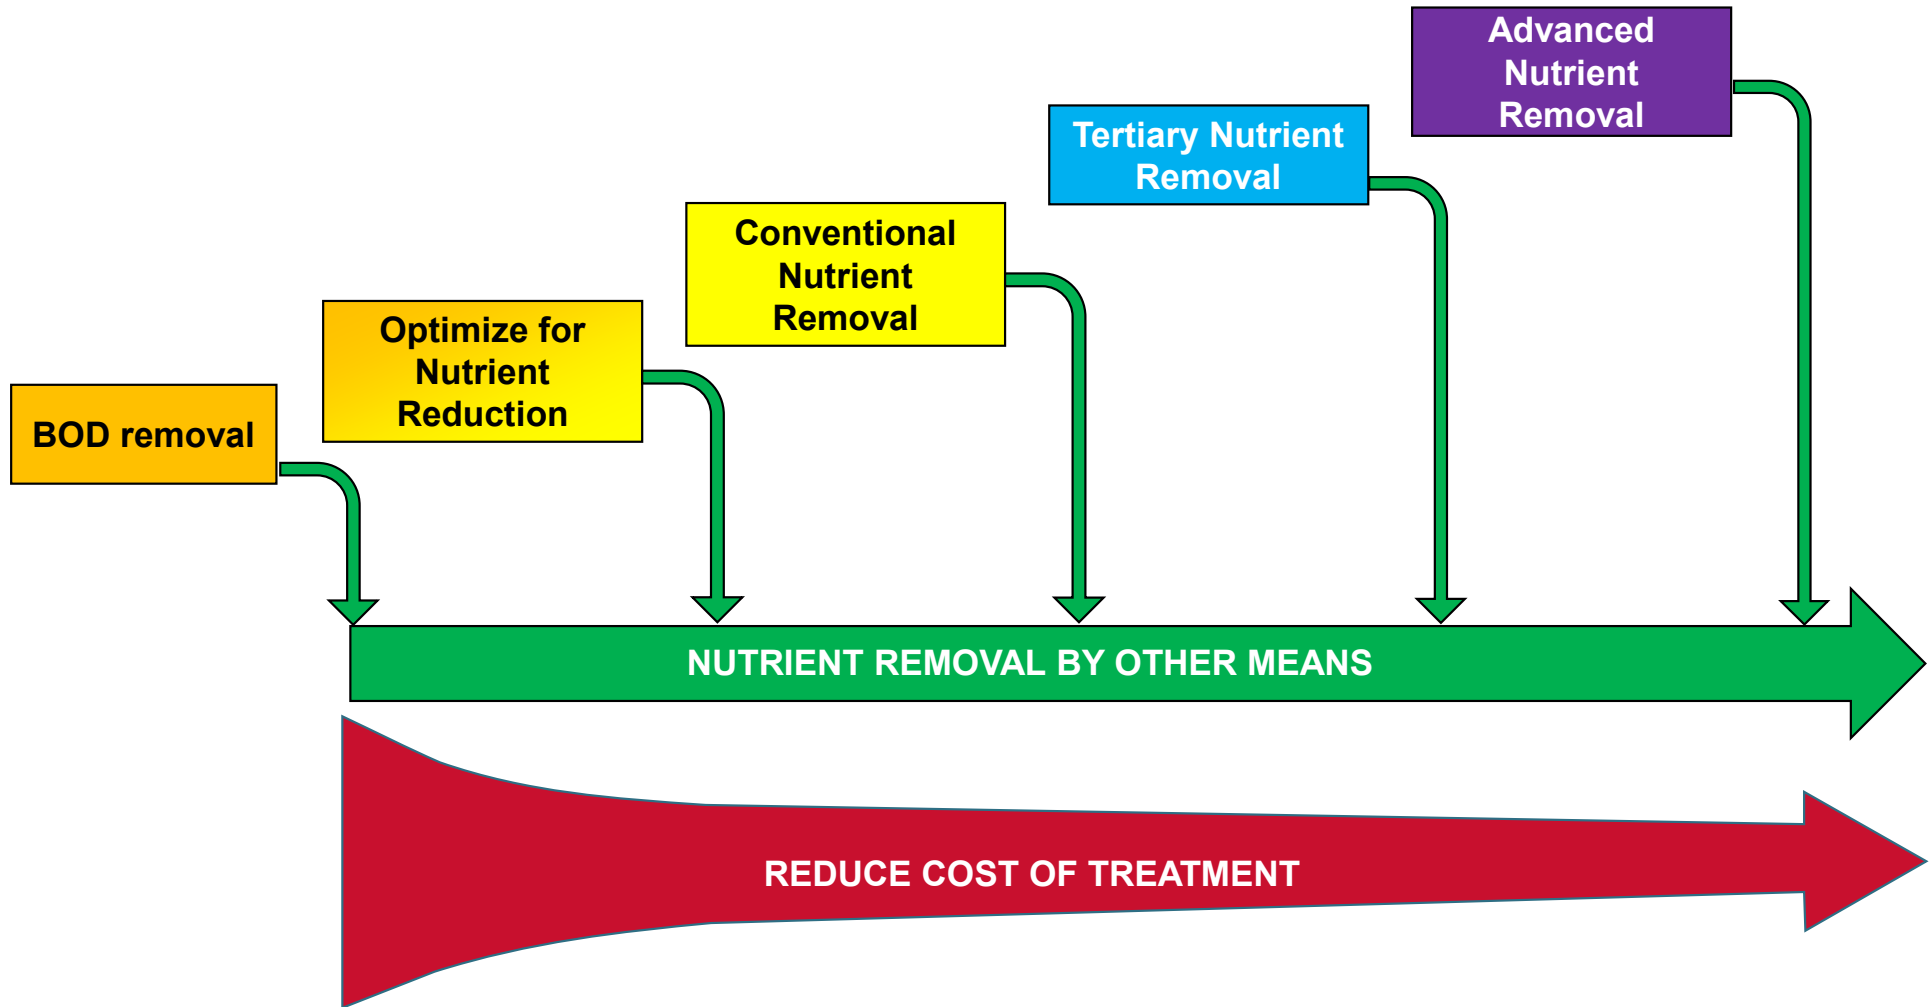 Advanced
Nutrient
Removal
Tertiary Nutrient
Removal
Conventional
Nutrient
Removal
Optimize for
Nutrient
Reduction
BOD removal
NUTRIENT REMOVAL BY OTHER MEANS
REDUCE COST OF TREATMENT